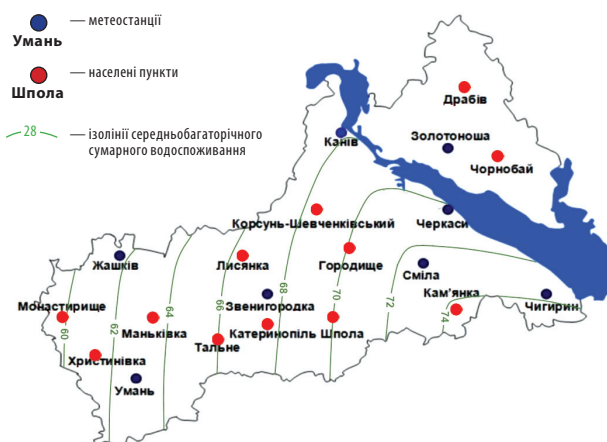 — метеостанції
Умань
— населені пункти
Шпола
28 — ізолінії середньобагаторічного
сумарного водоспоживання
Драбів
Золотоноша
Канів
Чорнобай
Корсунь-Шевченківський
Черкаси
Жашків
Лисянка
Городище
Сміла
Монастирище
Звенигородка
Кам'янка
Чигирин
Маньківка
Катеринопіль
Шпола
Тальне
Христинівка
Умань
60
62
64
66
68
70
72
74